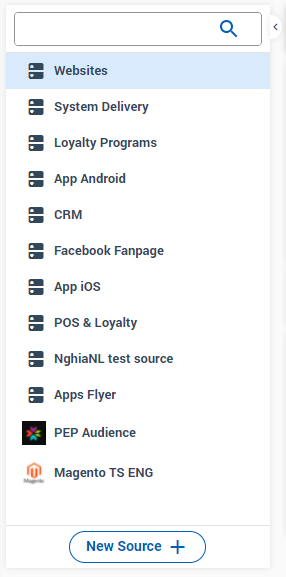 Websites
System Delivery
Loyalty Programs
App Android
CRM
Facebook Fanpage
App iOS
POS & Loyalty
NghiaNL test source
Apps Flyer
PEP Audience
Magento
Magento TS ENG
New Source